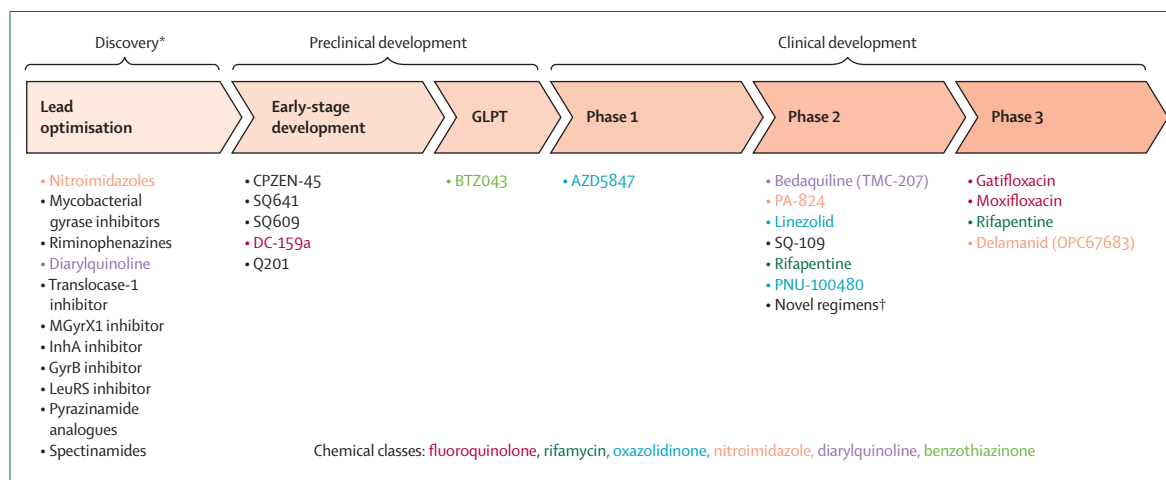 Discovery*
Preclinical development
Clinical development
Lead
optimisation
Early-stage
development
GLPT
Phase 1
Phase 2
Phase 3
• Nitroimidazoles
• Mycobacterial
gyrase inhibitors
• Riminophenazines
• Diarylquinoline
• Translocase-1
inhibitor
• MGyrX1 inhibitor
• InhA inhibitor
• GyrB inhibitor
• LeuRS inhibitor
• Pyrazinamide
analogues
• Spectinamides
• CPZEN-45
• SQ641
• SQ609
• DC-159a
• Q201
• BTZ043
• AZD5847
• Bedaquiline (TMC-207)
• PA-824
• Linezolid
• SQ-109
• Rifapentine
• PNU-100480
• Novel regimens†
• Gatifloxacin
• Moxifloxacin
• Rifapentine
• Delamanid (OPC67683)
Chemical classes: fluoroquinolone, rifamycin, oxazolidinone, nitroimidazole, diarylquinoline, benzothiazinone